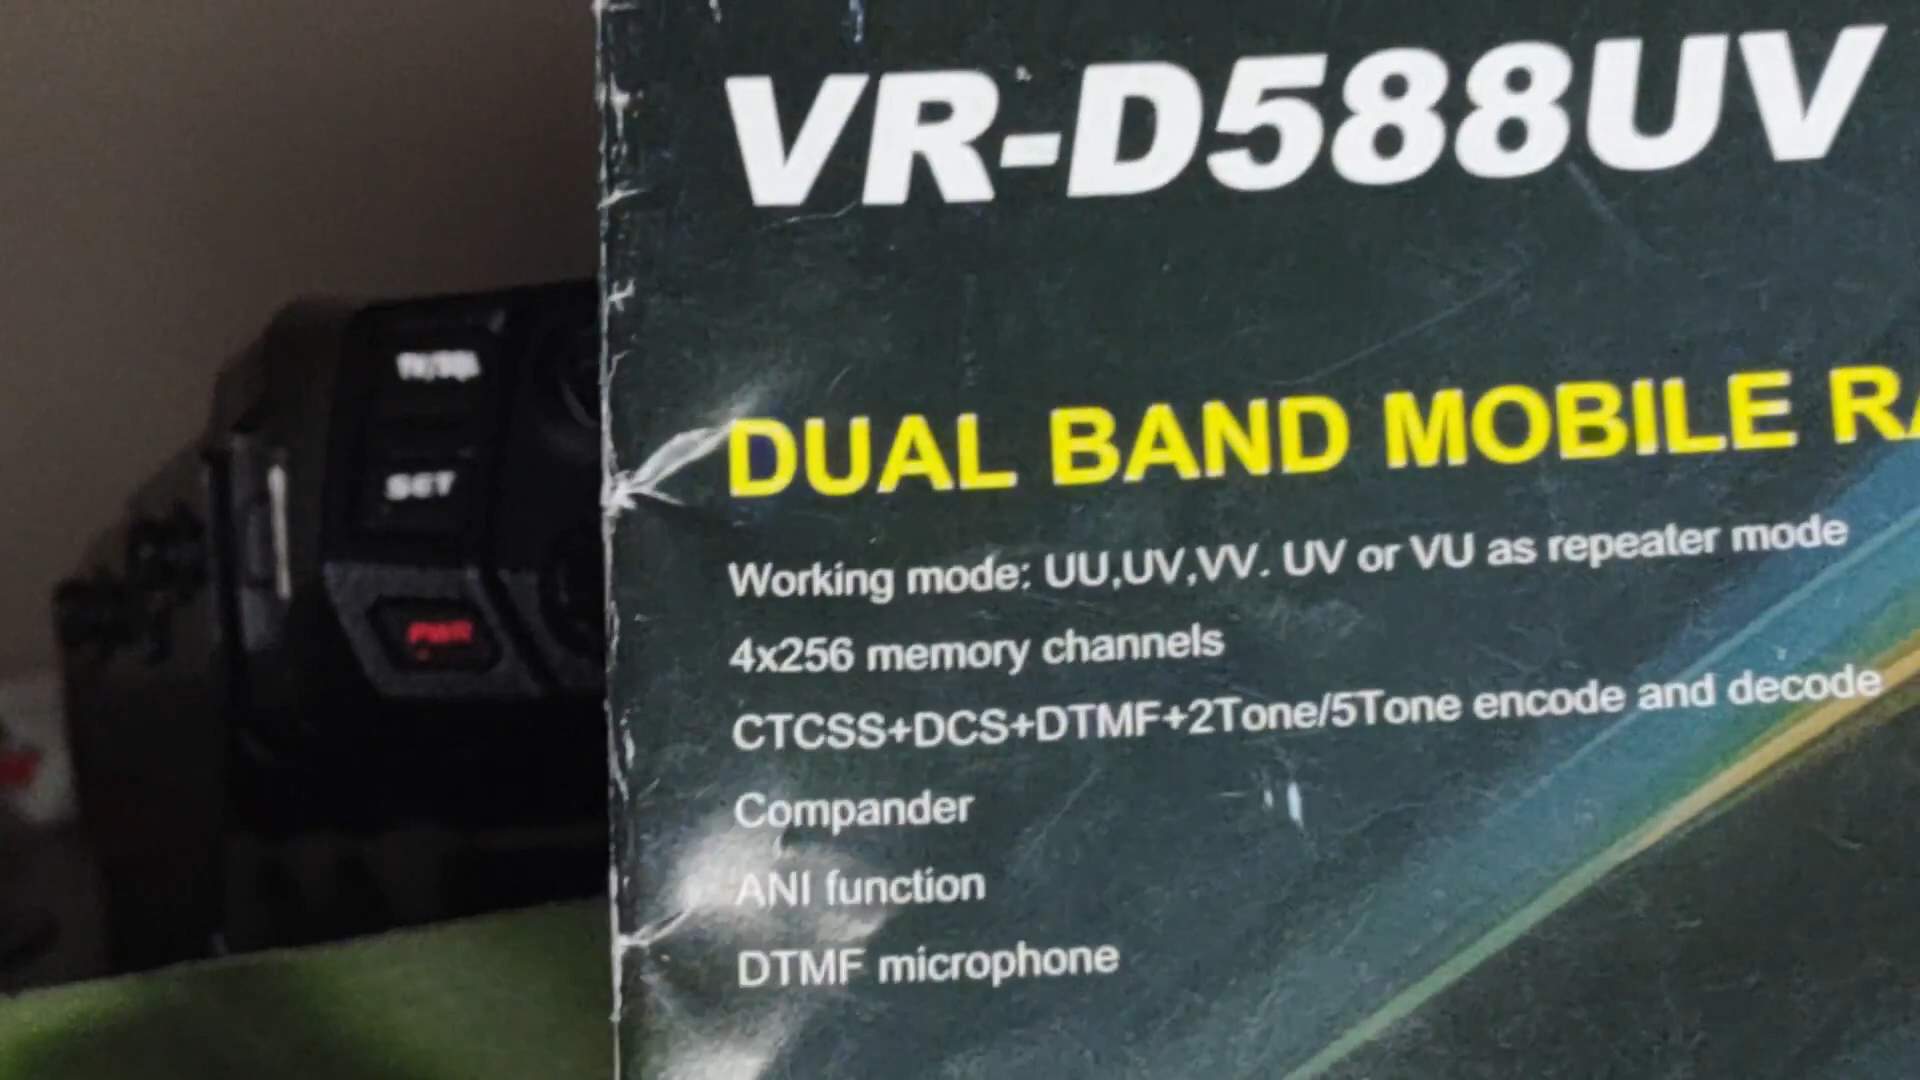 VR-D588UV
DUAL BAND MOBILE
Working mode: UU,UV,VV. UV or VU as repeater mode
4x256 memory channels
CTCSS+DCS+DTMF+2Tone/5Tone encode and decode
Compander
ANI function
DTMF microphone
SET
PWR